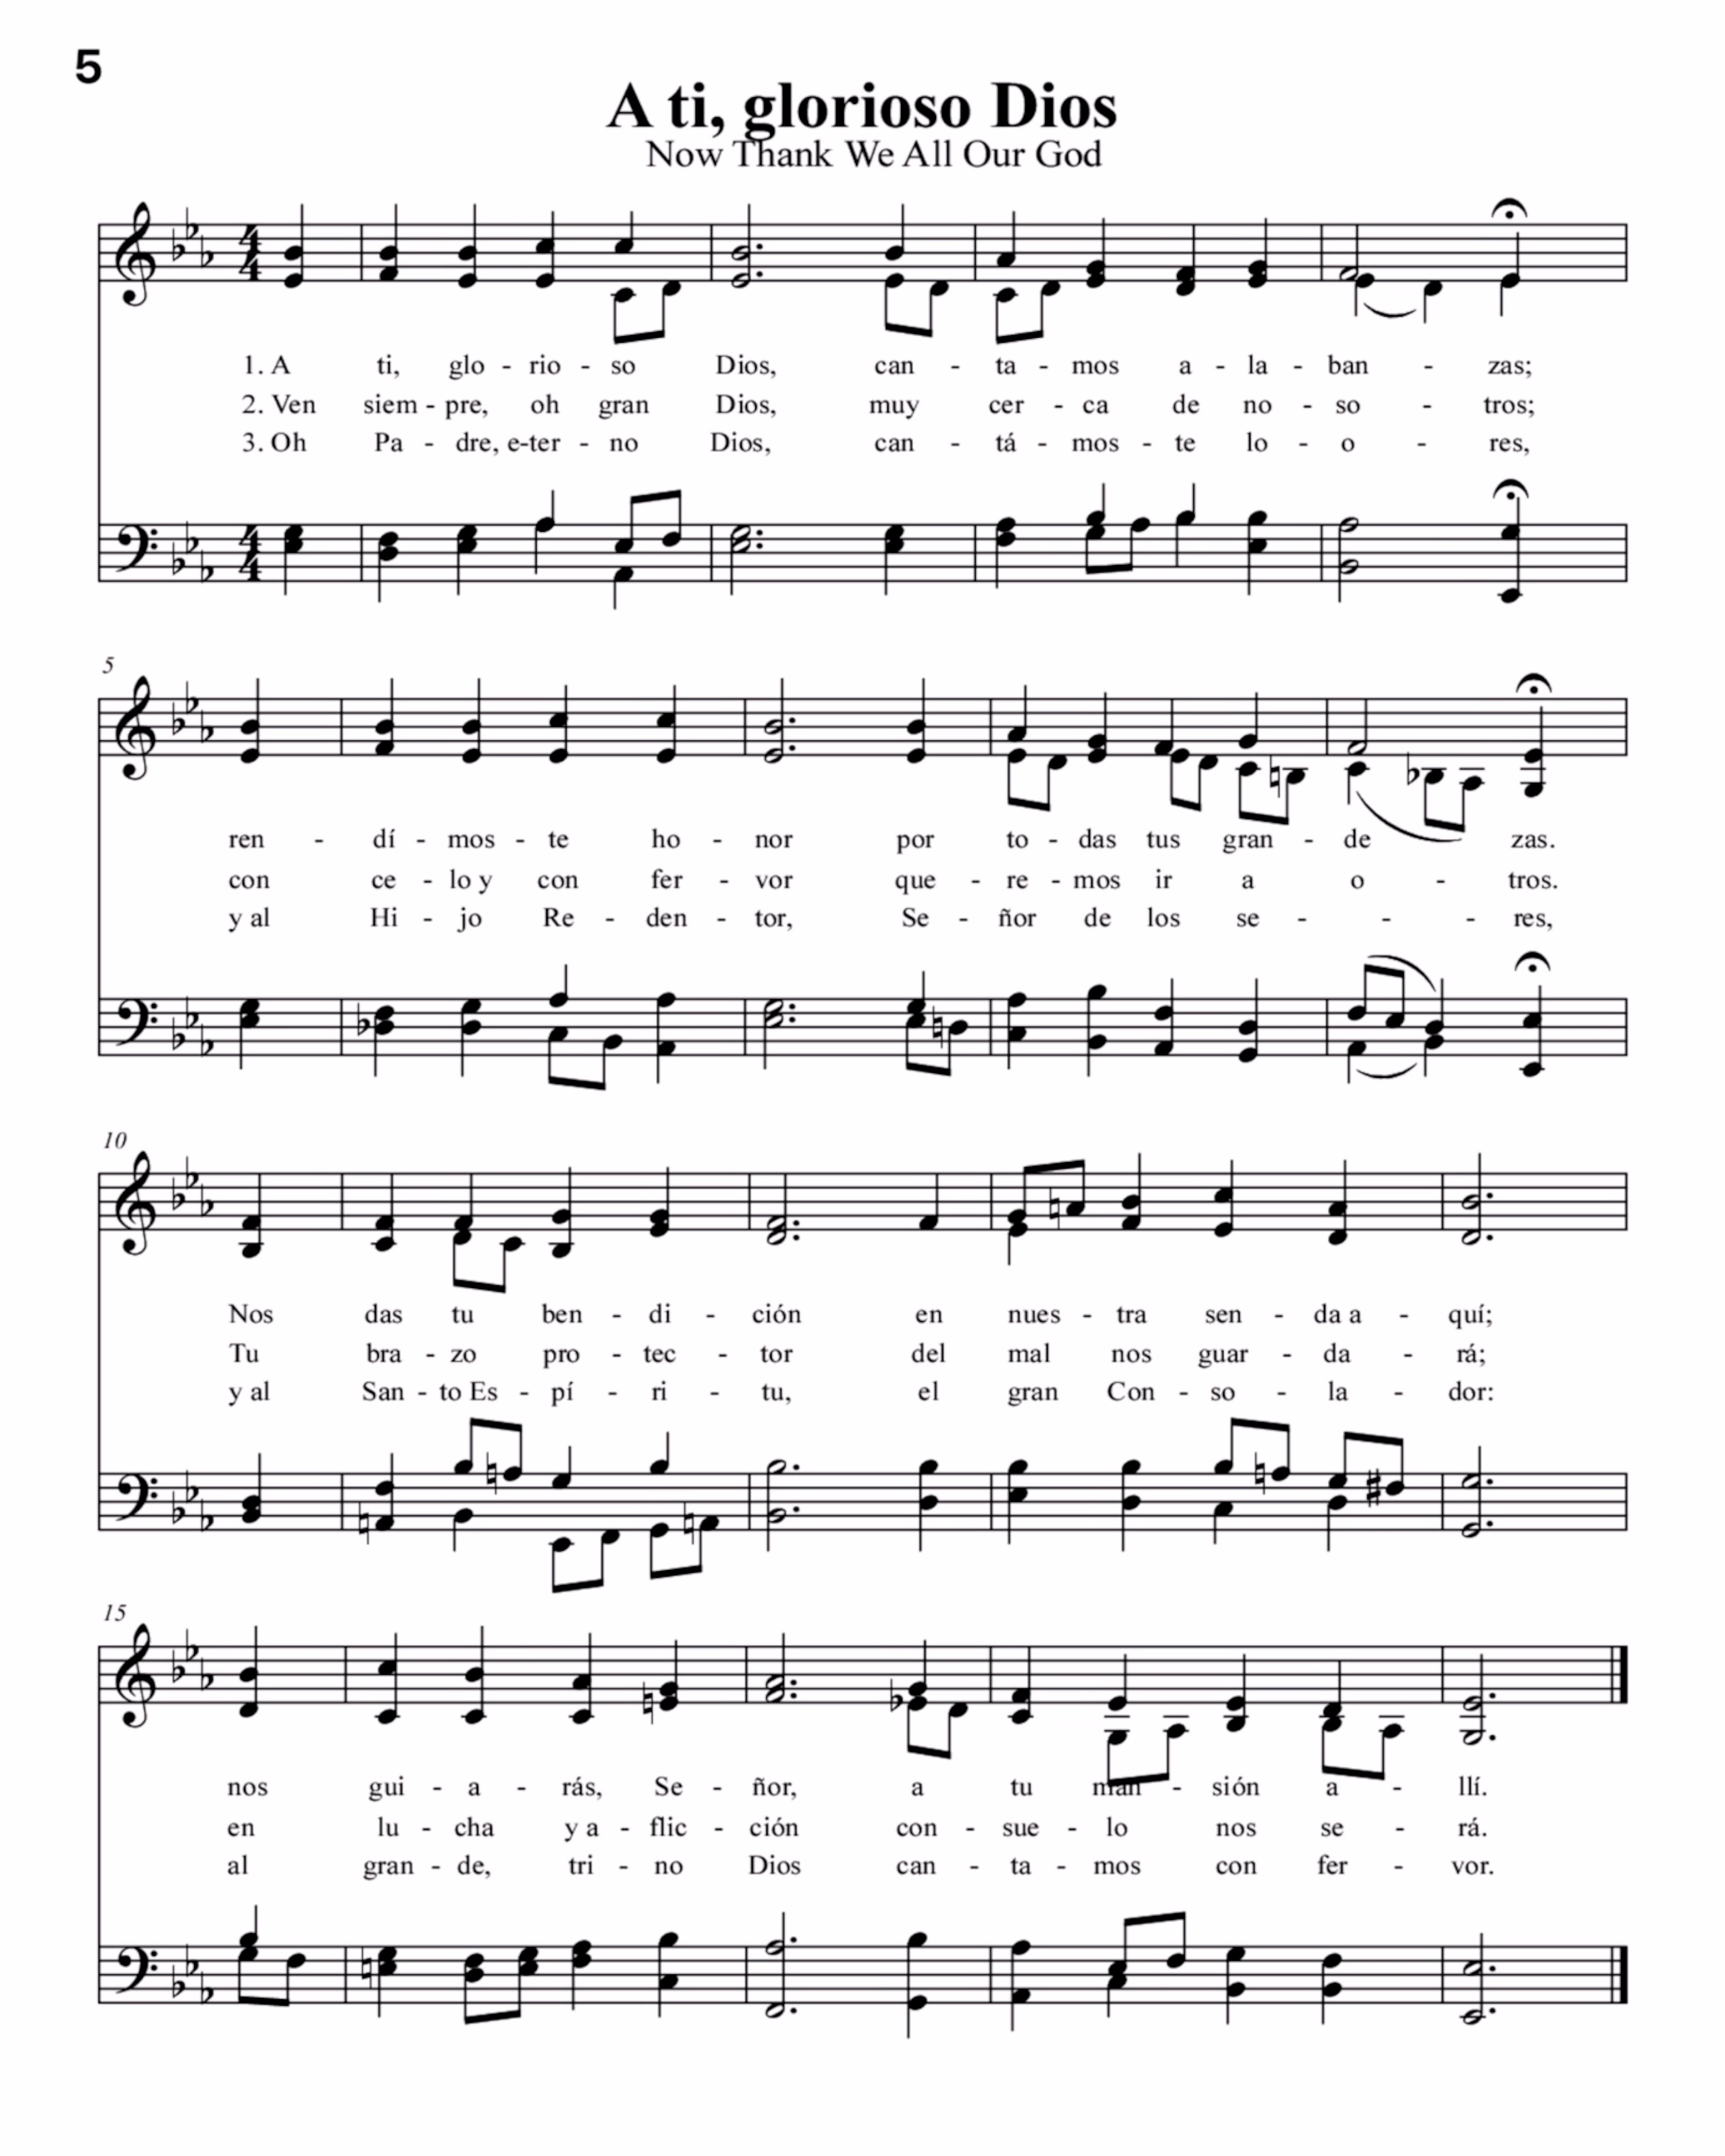 5
A ti, glorioso Dios
Now Thank We All Our God
1. A ti, glo - rio - so Dios, can - ta - mos a - la - ban - zas;
2. Ven siem - pre, oh gran Dios, muy cer - ca de no - so - tros;
3. Oh Pa - dre, e-ter - no Dios, can - tá - mos - te lo - o - res,
5
ren - dí - mos - te ho - nor por to - das tus gran - de zas.
con ce - lo y con fer - vor que - re - mos ir a o - tros.
y al Hi - jo Re - den - tor, Se - ñor de los se - - - res,
10
Nos das tu ben - di - ción en nues - tra sen - da a - quí;
Tu bra - zo pro - tec - tor del mal nos guar - da - rá;
y al San - to Es - pí - ri - tu, el gran Con - so - la - dor:
15
nos gui - a - rás, Se - ñor, a tu man - sión a - llí.
en lu - cha y a - flic - ción con - sue - lo nos se - rá.
al gran - de, tri - no Dios can - ta - mos con fer - vor.